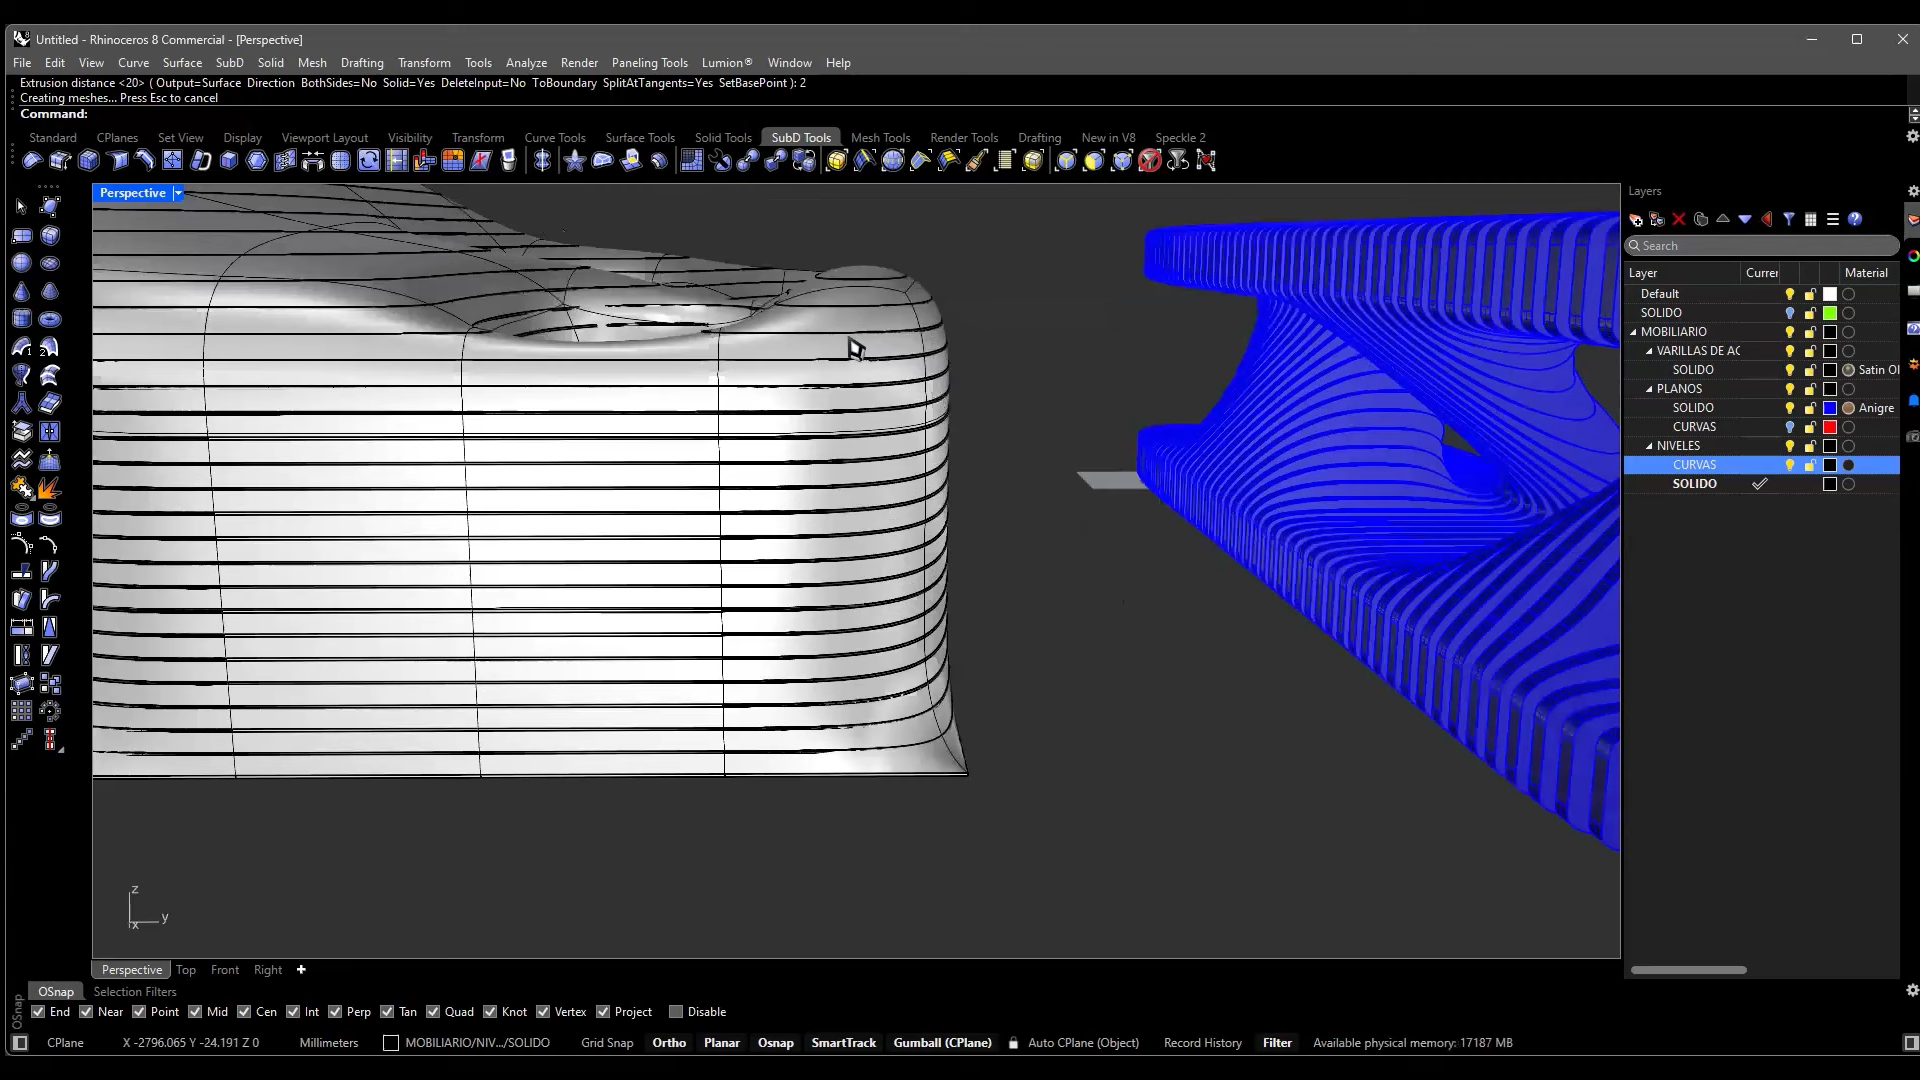 Untitled - Rhinoceros 8 Commercial - [Perspective]
File Edit View Curve Surface SubD Solid Mesh Drafting Transform Tools Analyze Render Paneling Tools Lumion® Window Help
Extrusion distance <20> ( Output=Surface Direction BothSides=No Solid=Yes DeleteInput=No ToBoundary SplitAtTangents=Yes SetBasePoint ): 2
Creating meshes... Press Esc to cancel
Command:
Standard CPlanes Set View Display Viewport Layout Visibility Transform Curve Tools Surface Tools Solid Tools SubD Tools Mesh Tools Render Tools Drafting New in V8 Speckle 2
Perspective
Layers
Search
Layer Currer Material
Default
SOLIDO
MOBILIARIO
VARILLAS DE AC
SOLIDO Satin Ol
PLANOS
SOLIDO Anigre
CURVAS
NIVELES
CURVAS
SOLIDO
z
y
x
Perspective Top Front Right
OSnap Selection Filters
OSnap
End Near Point Mid Cen Int Perp Tan Quad Knot Vertex Project Disable
CPlane X -2796.065 Y -24.191 Z 0 Millimeters MOBILIARIO/NIV.../SOLIDO Grid Snap Ortho Planar Osnap SmartTrack Gumball (CPlane) Auto CPlane (Object) Record History Filter Available physical memory: 17187 MB